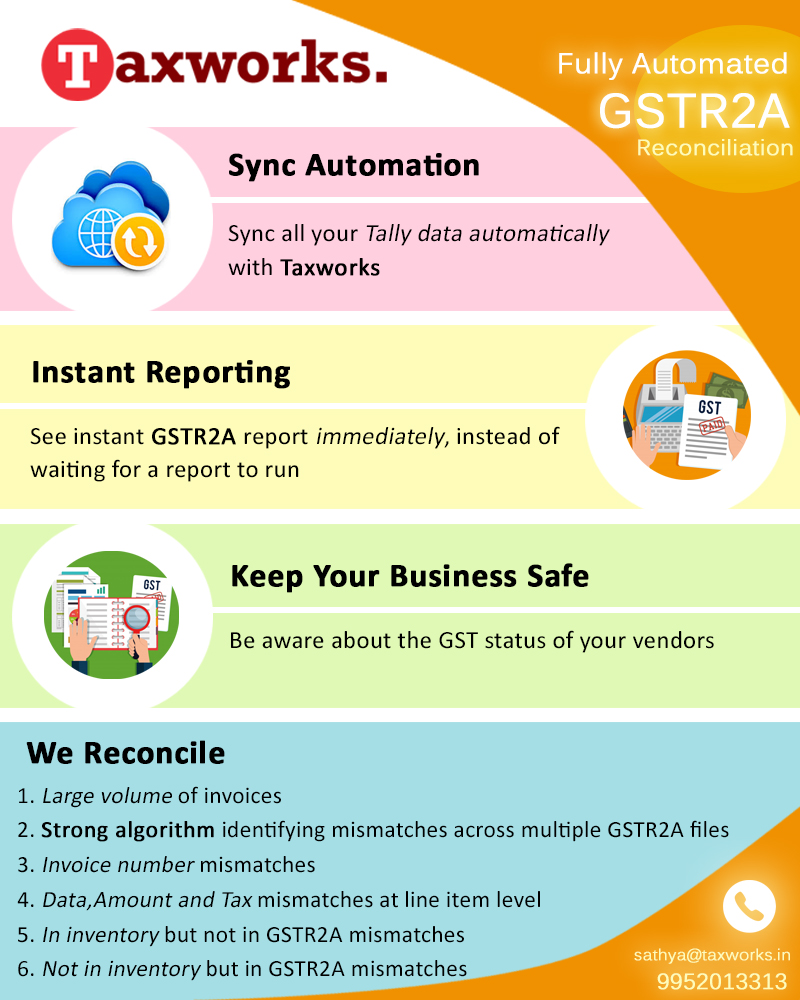 Taxworks.
Fully Automated
GSTR2A
Reconciliation
Sync Automation
Sync all your Tally data automatically
with Taxworks
Instant Reporting
See instant GSTR2A report immediately, instead of
waiting for a report to run
GST
PAID
GST
Keep Your Business Safe
Be aware about the GST status of your vendors
We Reconcile
1. Large volume of invoices
2. Strong algorithm identifying mismatches across multiple GSTR2A files
3. Invoice number mismatches
4. Data,Amount and Tax mismatches at line item level
5. In inventory but not in GSTR2A mismatches
6. Not in inventory but in GSTR2A mismatches
sathya@taxworks.in
9952013313